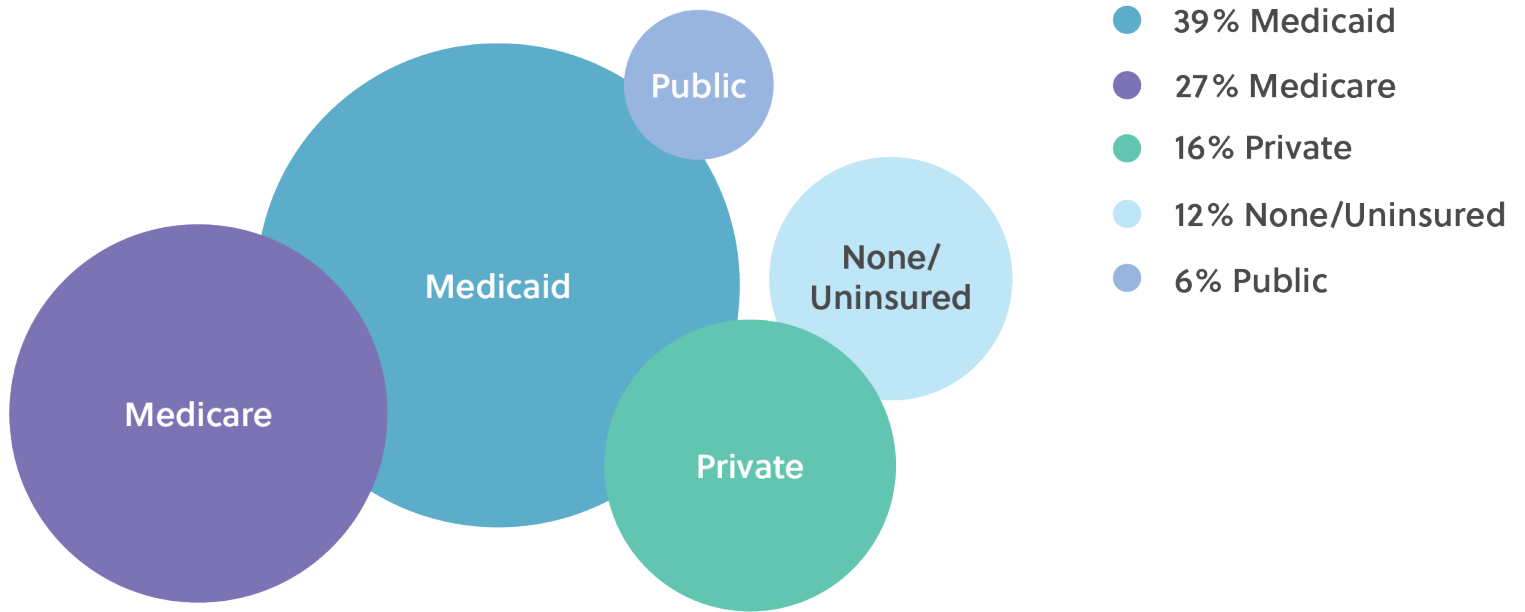 Public
Medicaid
None/
Uninsured
Medicare
Private
39% Medicaid
27% Medicare
16% Private
12% None/Uninsured
6% Public